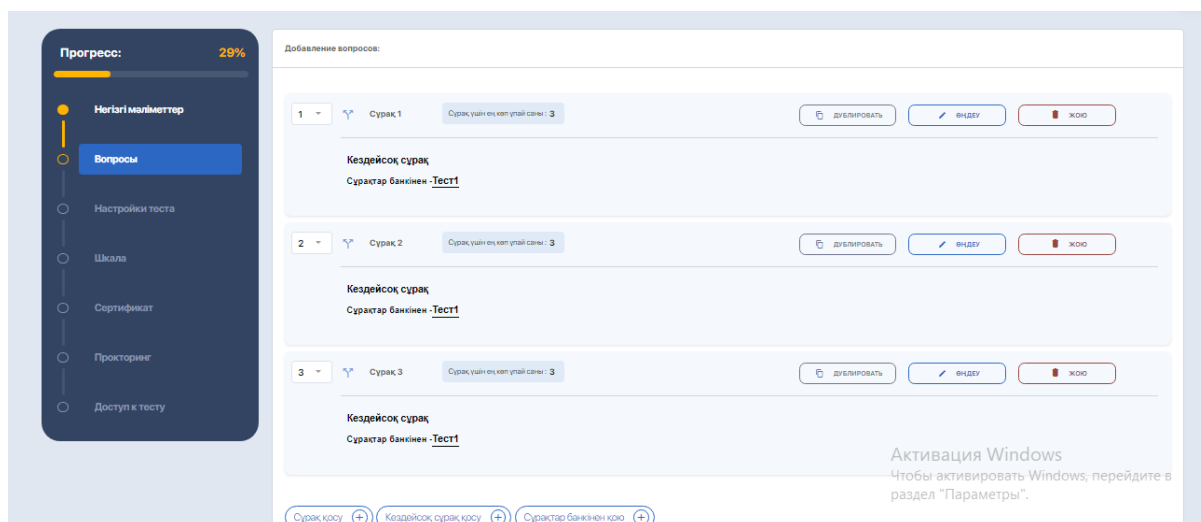 Прогресс: 29%
Добавление вопросов:
Негізгі мәліметтер
Вопросы
Настройки теста
Шкала
Сертификат
Прокторинг
Доступ к тесту
1 Сұрақ 1 Сұрақ үшін ең көп ұпай саны : 3 ДУБЛИРОВАТЬ ӨҢДЕУ ЖОЮ
Кездейсоқ сұрақ
Сұрақтар банкінен -Тест1
2 Сұрақ 2 Сұрақ үшін ең көп ұпай саны : 3 ДУБЛИРОВАТЬ ӨҢДЕУ ЖОЮ
Кездейсоқ сұрақ
Сұрақтар банкінен -Тест1
3 Сұрақ 3 Сұрақ үшін ең көп ұпай саны : 3 ДУБЛИРОВАТЬ ӨҢДЕУ ЖОЮ
Кездейсоқ сұрақ
Сұрақтар банкінен -Тест1
Активация Windows
Чтобы активировать Windows, перейдите в
раздел "Параметры".
Сұрақ қосу Кездейсоқ сұрақ қосу Сұрақтар банкінен қою